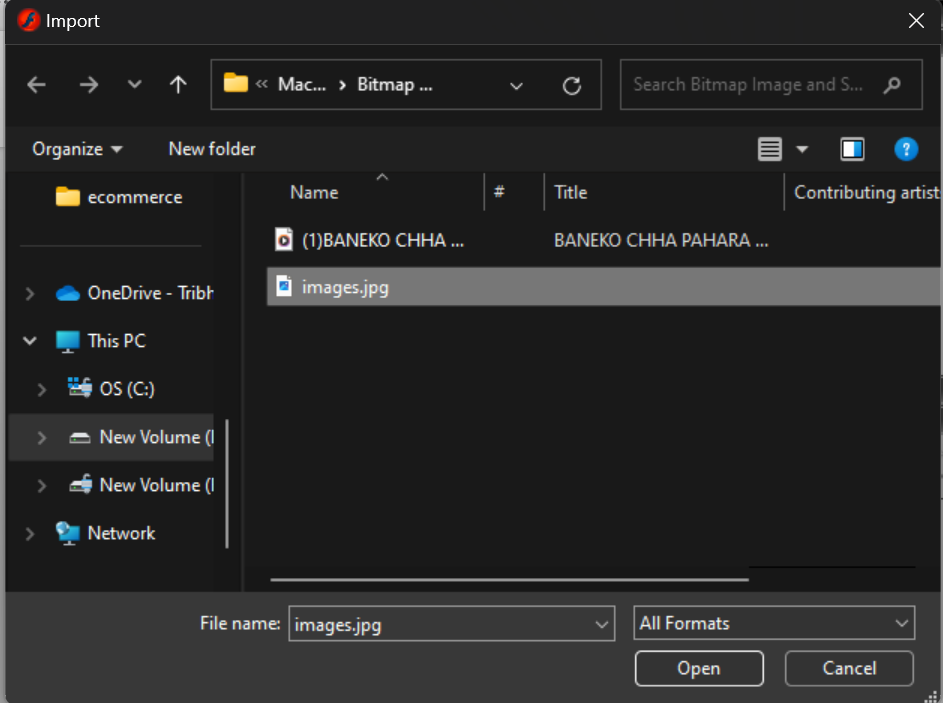 Import
« Mac... › Bitmap ...
Search Bitmap Image and S...
Organize
New folder
?
ecommerce
OneDrive - Tribh
This PC
OS (C:)
New Volume (
New Volume (
Network
Name # Title Contributing artist
(1)BANEKO CHHA ... BANEKO CHHA PAHARA ...
images.jpg
File name: images.jpg All Formats
Open Cancel